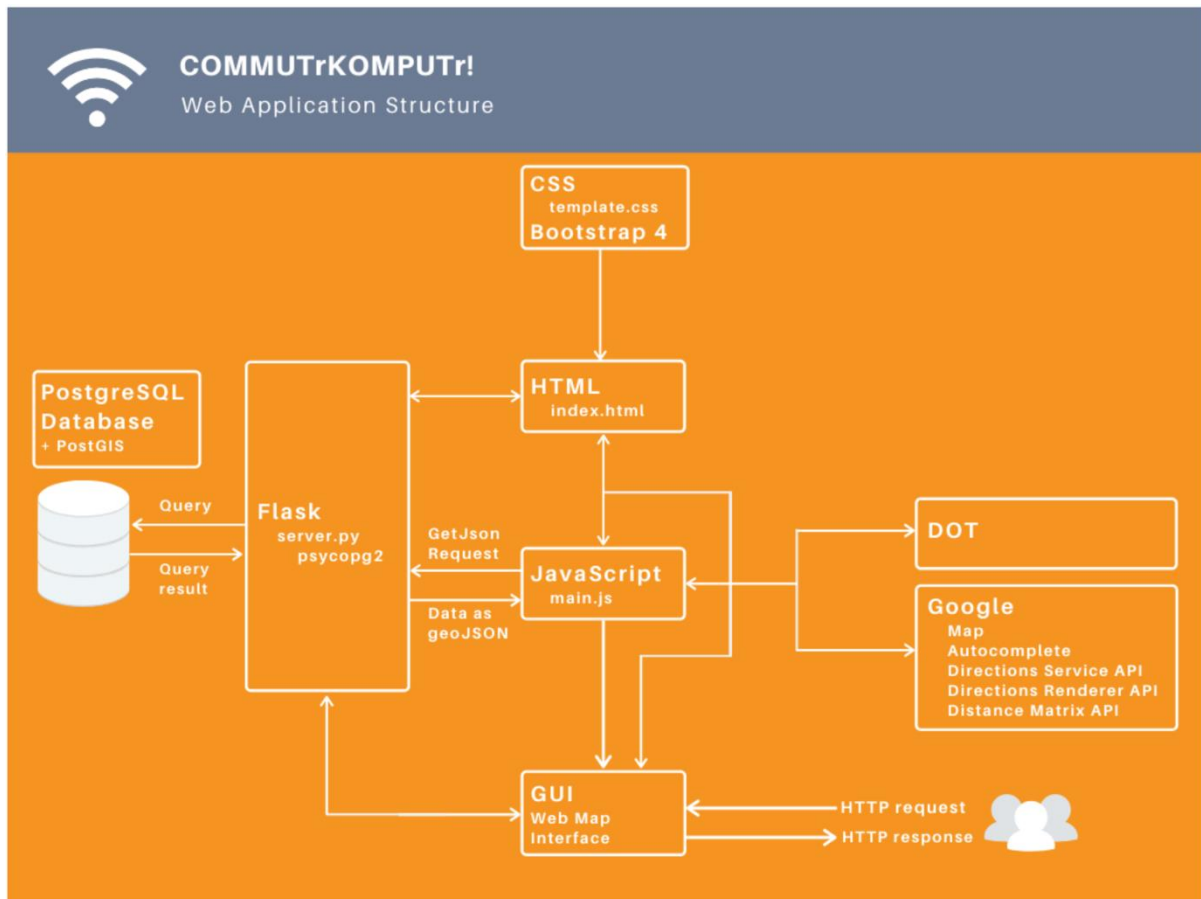 COMMUTrKOMPUTr!
Web Application Structure
CSS
template.css
Bootstrap 4
HTML
index.html
PostgreSQL
Database
+ PostGIS
Query
Query
result
Flask
server.py
psycopg2
GetJson
Request
Data as
geoJSON
JavaScript
main.js
DOT
Google
Map
Autocomplete
Directions Service API
Directions Renderer API
Distance Matrix API
GUI
Web Map
Interface
HTTP request
HTTP response